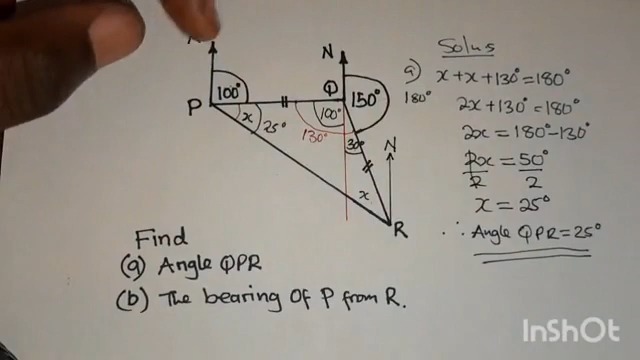 N
N
Solns
P
100°
Q
150°
x
25°
100°
130°
30°
N
x
R
a)
x + x + 130° = 180°
180°
2x + 130° = 180°
2x = 180° - 130°
2x = 50°
2 2
x = 25°
∴ Angle QPR = 25°
Find
(a) Angle QPR
(b) The bearing of P from R.
InShOt